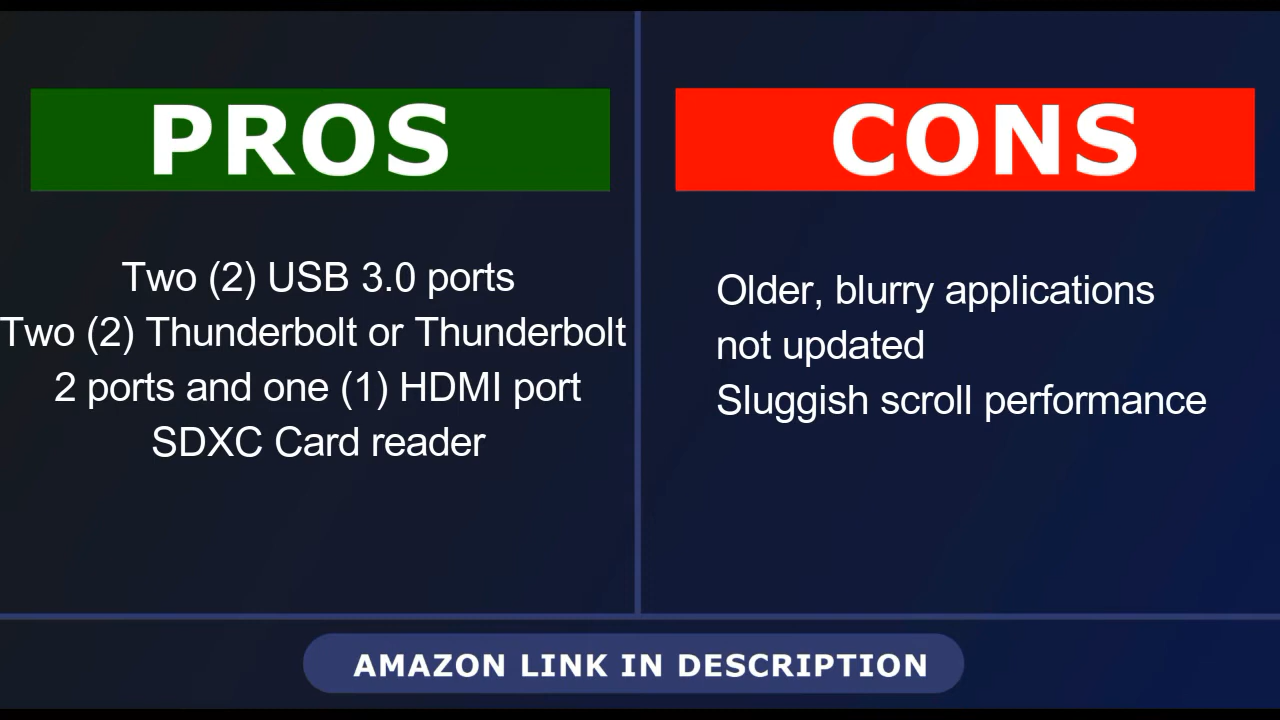 PROS
Two (2) USB 3.0 ports
Two (2) Thunderbolt or Thunderbolt
2 ports and one (1) HDMI port
SDXC Card reader
CONS
Older, blurry applications
not updated
Sluggish scroll performance
AMAZON LINK IN DESCRIPTION